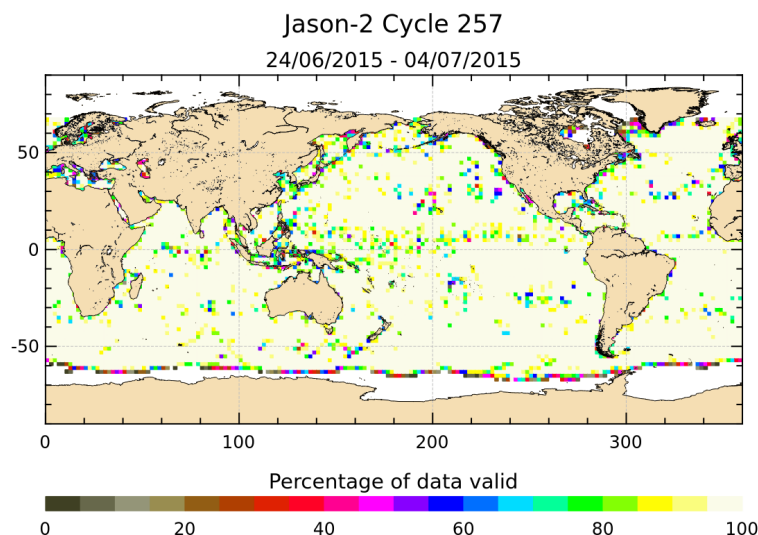 Jason-2 Cycle 257
24/06/2015 - 04/07/2015
50
0
-50
0 100 200 300
Percentage of data valid
0 20 40 60 80 100